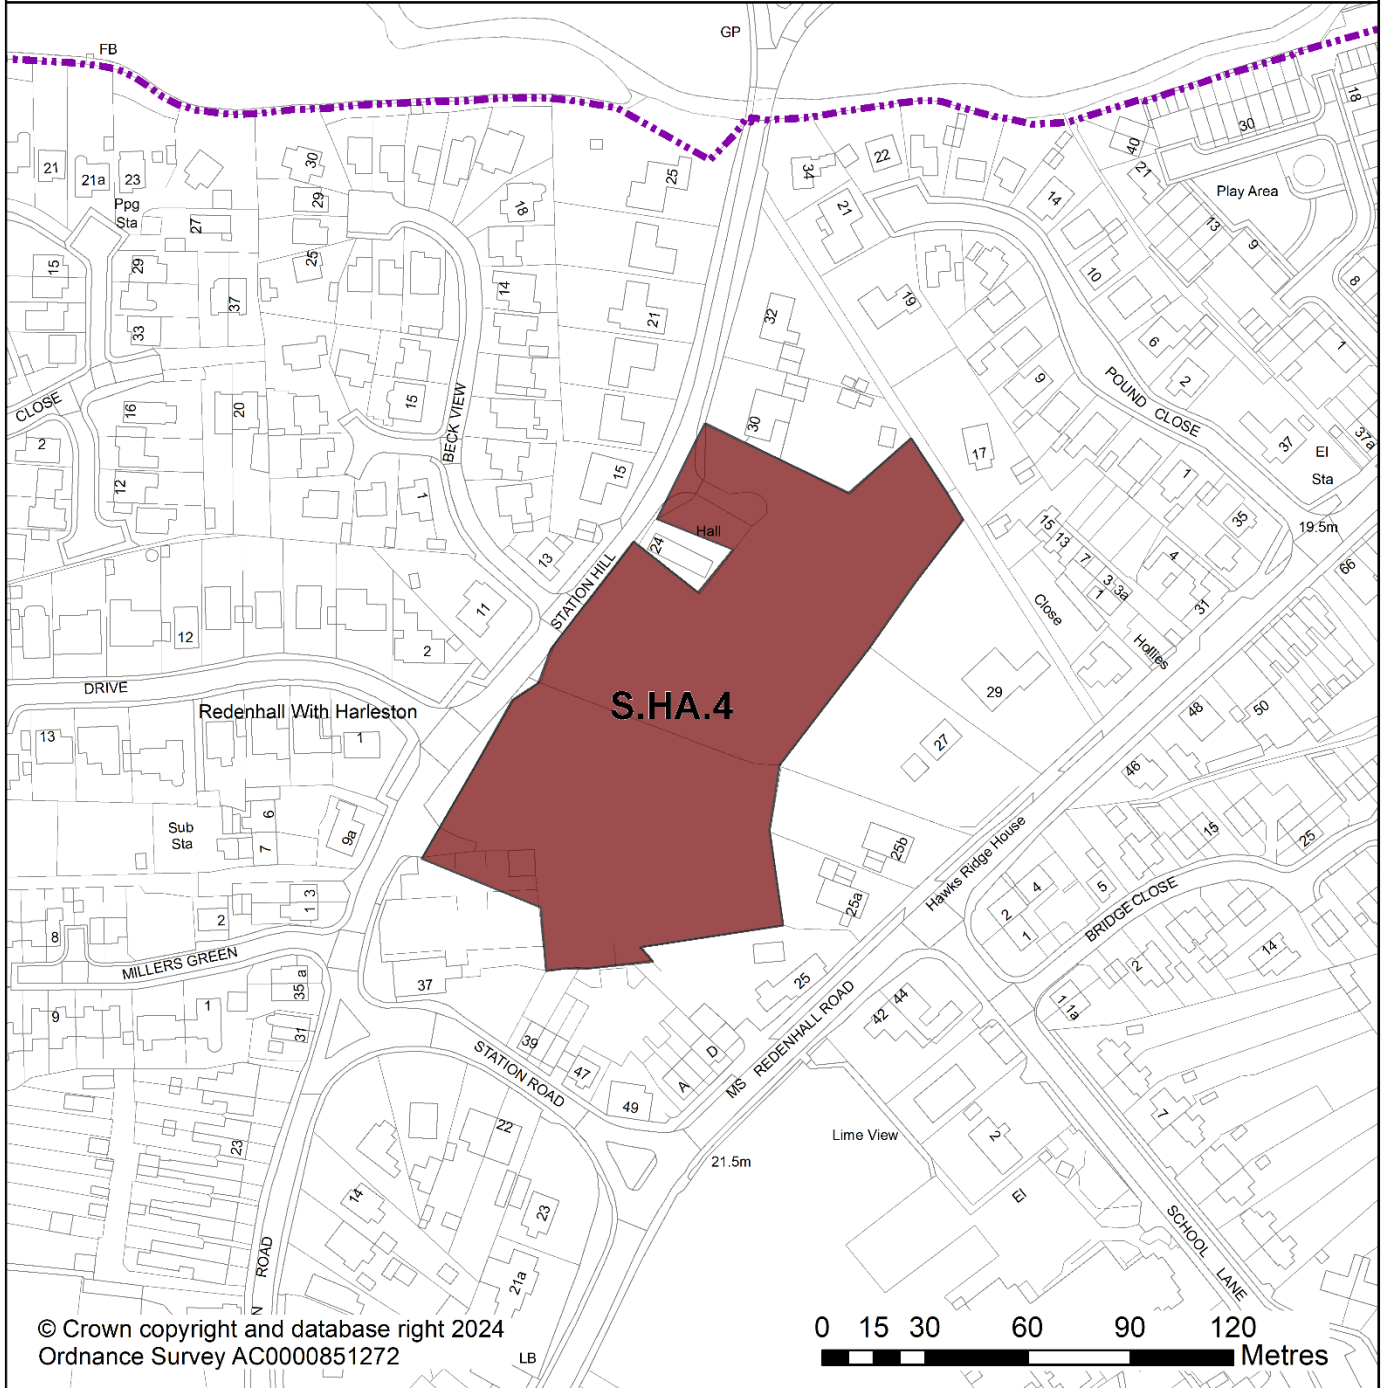 FB
GP
18
30
40
21
Play Area
22
34
25
30
21
21a
23
Ppg
Sta
29
18
27
14
21
13
9
25
15
29
37
14
10
8
33
21
32
19
6
1
CLOSE
16
20
15
BECK VIEW
9
2
POUND CLOSE
30
37
37a
El
Sta
2
12
1
15
17
1
35
19.5m
Hall
24
13
STATION HILL
15
13
7
3
3a
1
4
31
66
Close
Hollies
11
12
2
DRIVE
Redenhall With Harleston
S.HA.4
29
48
50
13
1
27
46
Sub
Sta
6
7
9a
25b
15
25
Hawks Ridge House
25a
4
5
2
1
BRIDGE CLOSE
13
2
8
MILLERS GREEN
14
2
35
a
37
25
1
9
31
1
1a
44
42
REDENHALL ROAD
MS
39
47
D
A
49
STATION ROAD
22
23
Lime View
2
7
21.5m
14
23
El
SCHOOL LANE
21a
ROAD
N
LB
© Crown copyright and database right 2024
Ordnance Survey AC0000851272
0 15 30 60 90 120
Metres